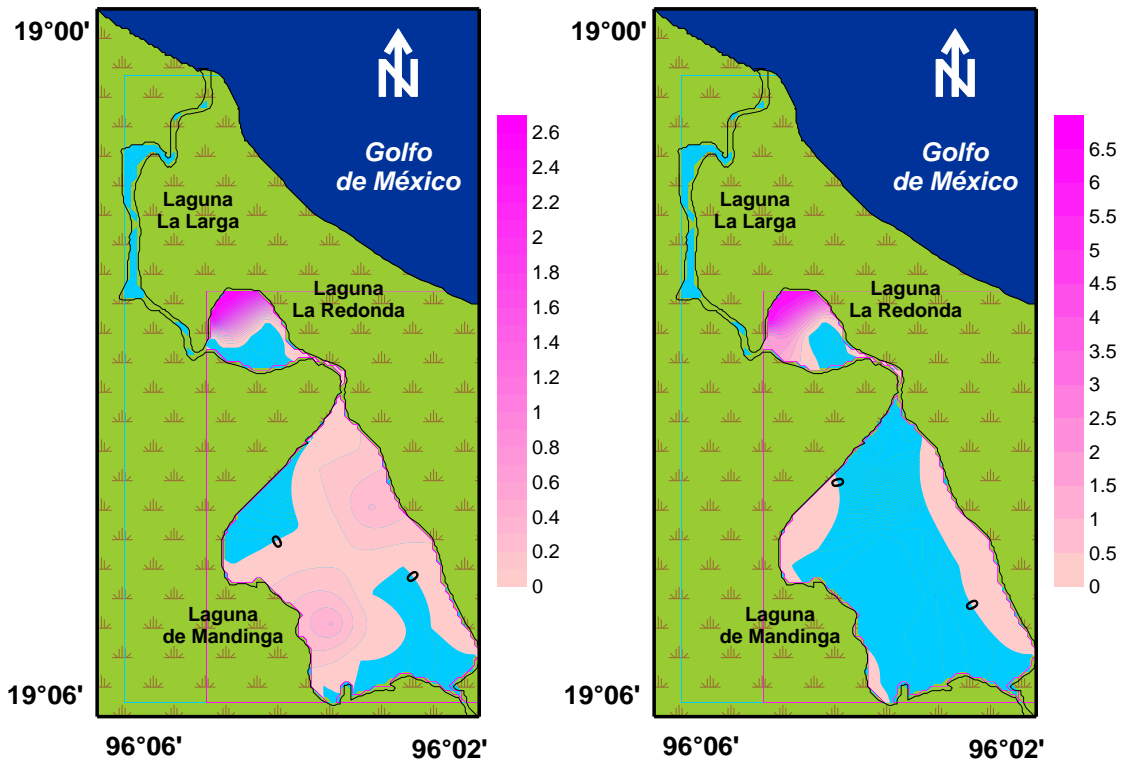 19°00'
N
Golfo
de México
Laguna
La Larga
Laguna
La Redonda
0
0
Laguna
de Mandinga
19°06'
96°06'
96°02'
2.6
2.4
2.2
2
1.8
1.6
1.4
1.2
1
0.8
0.6
0.4
0.2
0
19°00'
N
Golfo
de México
Laguna
La Larga
Laguna
La Redonda
0
0
Laguna
de Mandinga
19°06'
96°06'
96°02'
6.5
6
5.5
5
4.5
4
3.5
3
2.5
2
1.5
1
0.5
0